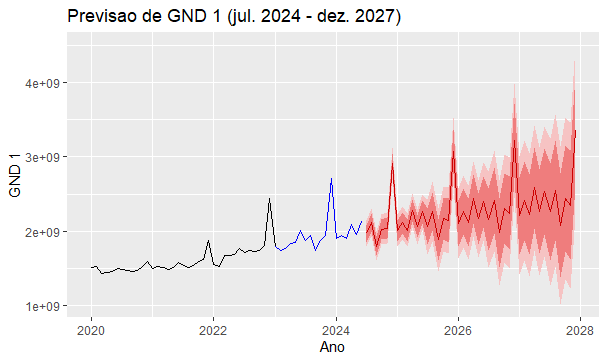 Previsao de GND 1 (jul. 2024 - dez. 2027)
GND 1
4e+09
3e+09
2e+09
1e+09
2020 2022 2024 2026 2028
Ano